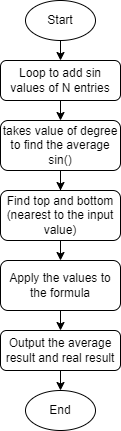 Start
Loop to add sin
values of N entries
takes value of degree
to find the average
sin()
Find top and bottom
(nearest to the input
value)
Apply the values to
the formula
Output the average
result and real result
End